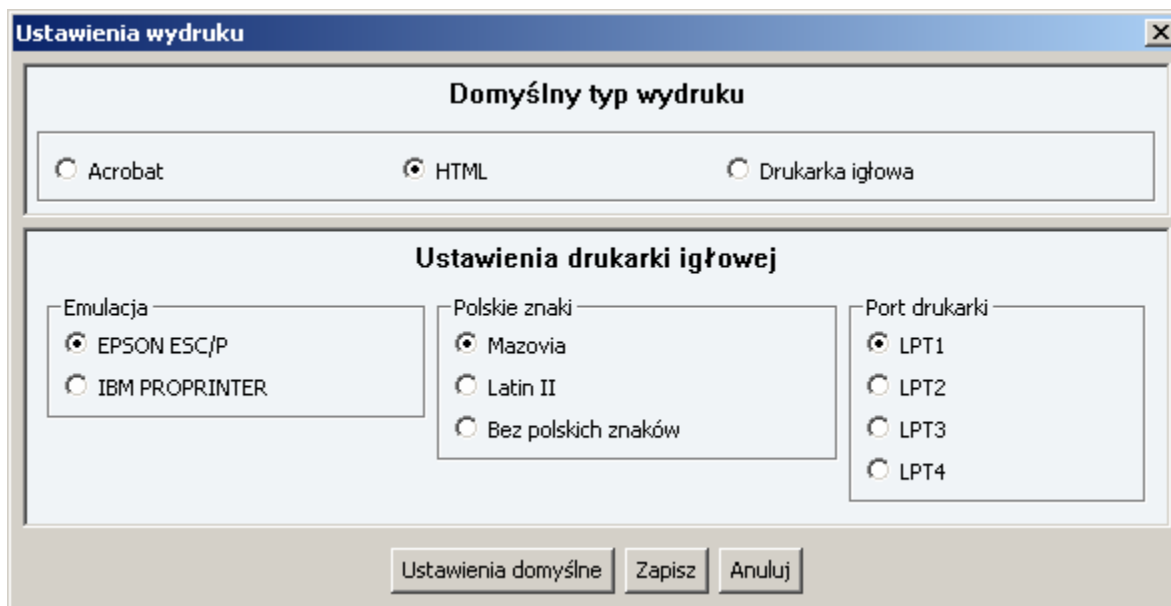 Ustawienia wydruku
Domyślny typ wydruku
Acrobat HTML Drukarka igłowa
Ustawienia drukarki igłowej
Emulacja
EPSON ESC/P
IBM PROPRINTER
Polskie znaki
Mazovia
Latin II
Bez polskich znaków
Port drukarki
LPT1
LPT2
LPT3
LPT4
Ustawienia domyślne Zapisz Anuluj